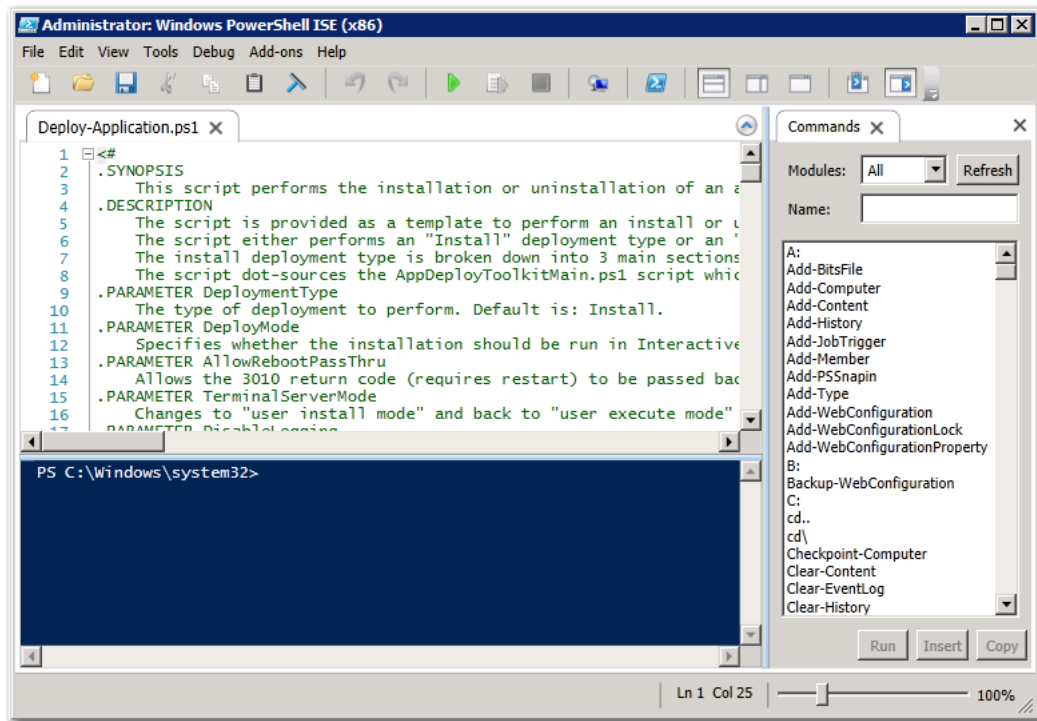 Administrator: Windows PowerShell ISE (x86)
File Edit View Tools Debug Add-ons Help
Deploy-Application.ps1
1 <#
2 .SYNOPSIS
3 This script performs the installation or uninstallation of an a
4 .DESCRIPTION
5 The script is provided as a template to perform an install or u
6 The script either performs an "Install" deployment type or an "
7 The install deployment type is broken down into 3 main sections
8 The script dot-sources the AppDeployToolkitMain.ps1 script whic
9 .PARAMETER DeploymentType
10 The type of deployment to perform. Default is: Install.
11 .PARAMETER DeployMode
12 Specifies whether the installation should be run in Interactive
13 .PARAMETER AllowRebootPassThru
14 Allows the 3010 return code (requires restart) to be passed bac
15 .PARAMETER TerminalServerMode
16 Changes to "user install mode" and back to "user execute mode"
17 .PARAMETER DisableLogging
PS C:\Windows\system32>
Commands
Modules: All Refresh
Name:
A:
Add-BitsFile
Add-Computer
Add-Content
Add-History
Add-JobTrigger
Add-Member
Add-PSSnapin
Add-Type
Add-WebConfiguration
Add-WebConfigurationLock
Add-WebConfigurationProperty
B:
Backup-WebConfiguration
C:
cd..
cd\
Checkpoint-Computer
Clear-Content
Clear-EventLog
Clear-History
Run Insert Copy
Ln 1 Col 25 100%